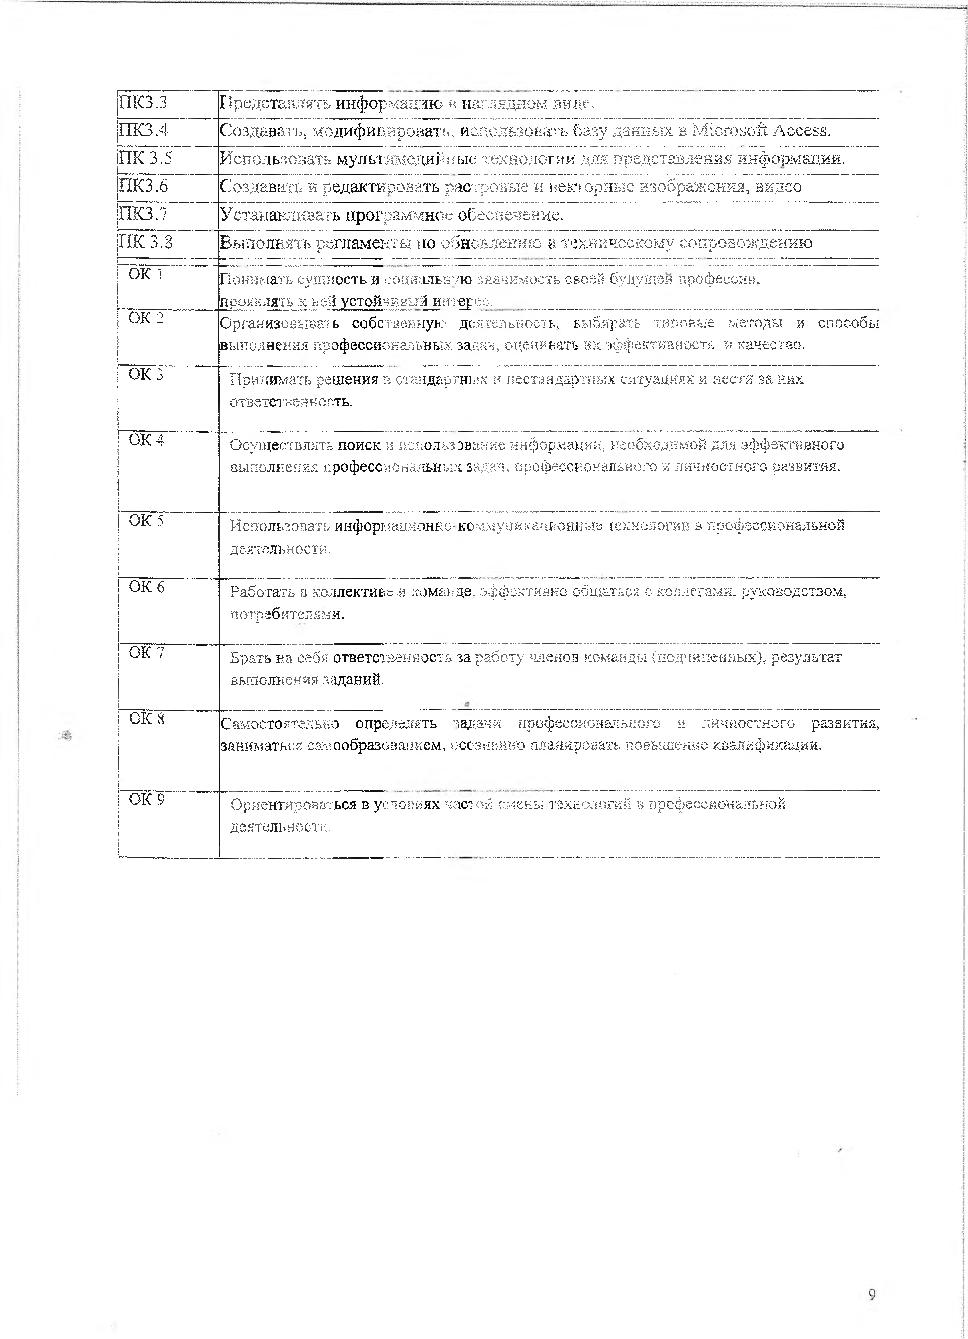 ПК3.3 Представлять информацию в наглядном виде.
ПК3.4 Создавать, модифицировать, использовать базу данных в Microsoft Access.
ПК 3.5 Использовать мультимедийные технологии для представления информации.
ПК3.6 Создавать и редактировать растровые и векторные изображения, видео
ПК3.7 Устанавливать программное обеспечение.
ПК 3.8 Выполнять регламенты по обновлению и техническому сопровождению
ОК 1 Понимать сущность и социальную значимость своей будущей профессии,
проявлять к ней устойчивый интерес.
ОК 2 Организовывать собственную деятельность, выбирать типовые методы и способы
выполнения профессиональных задач, оценивать их эффективность и качество.
ОК 3 Принимать решения в стандартных и нестандартных ситуациях и нести за них
ответственность.
ОК 4 Осуществлять поиск и использование информации, необходимой для эффективного
выполнения профессиональных задач, профессионального и личностного развития.
ОК 5 Использовать информационно-коммуникационные технологии в профессиональной
деятельности.
ОК 6 Работать в коллективе и команде, эффективно общаться с коллегами, руководством,
потребителями.
ОК 7 Брать на себя ответственность за работу членов команды (подчиненных), результат
выполнения заданий.
ОК 8 Самостоятельно определять задачи профессионального и личностного развития,
заниматься самообразованием, осознанно планировать повышение квалификации.
ОК 9 Ориентироваться в условиях частой смены технологий в профессиональной
деятельности.
9